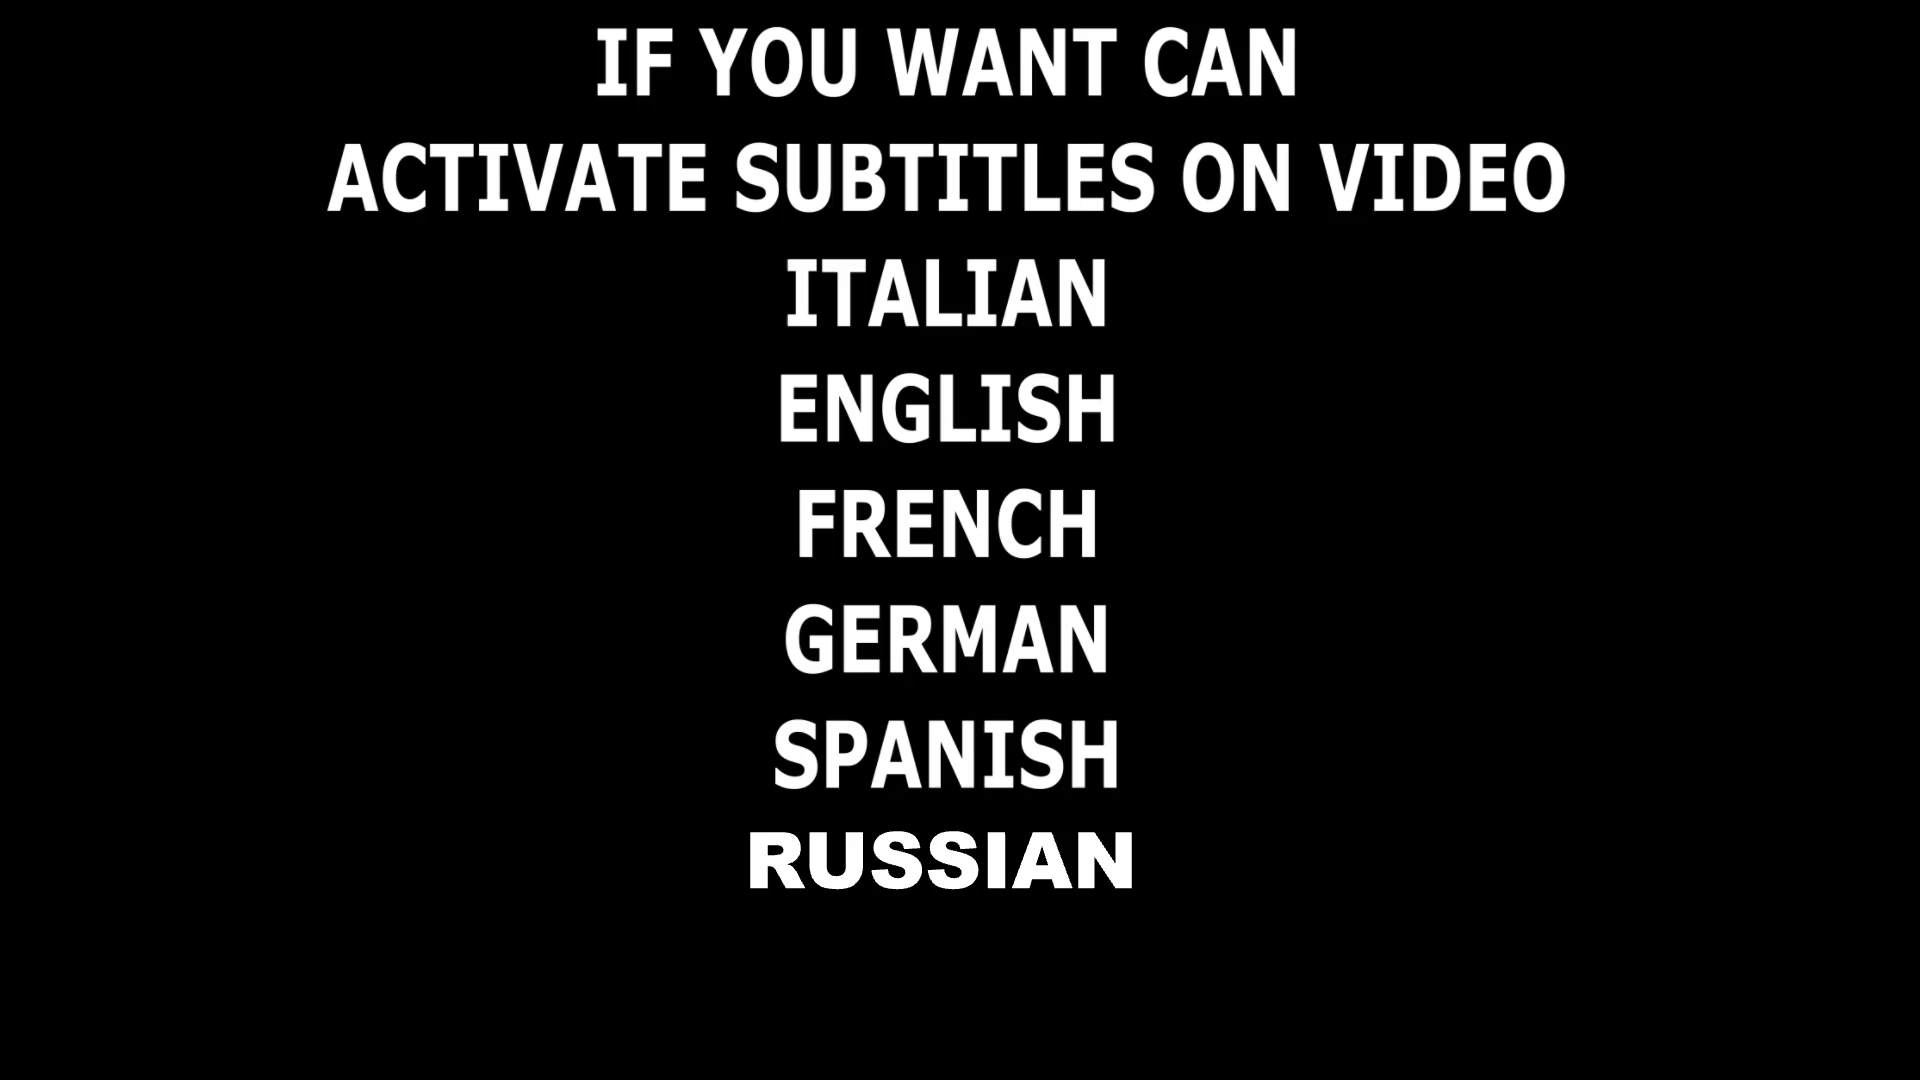 IF YOU WANT CAN
ACTIVATE SUBTITLES ON VIDEO
ITALIAN
ENGLISH
FRENCH
GERMAN
SPANISH
RUSSIAN